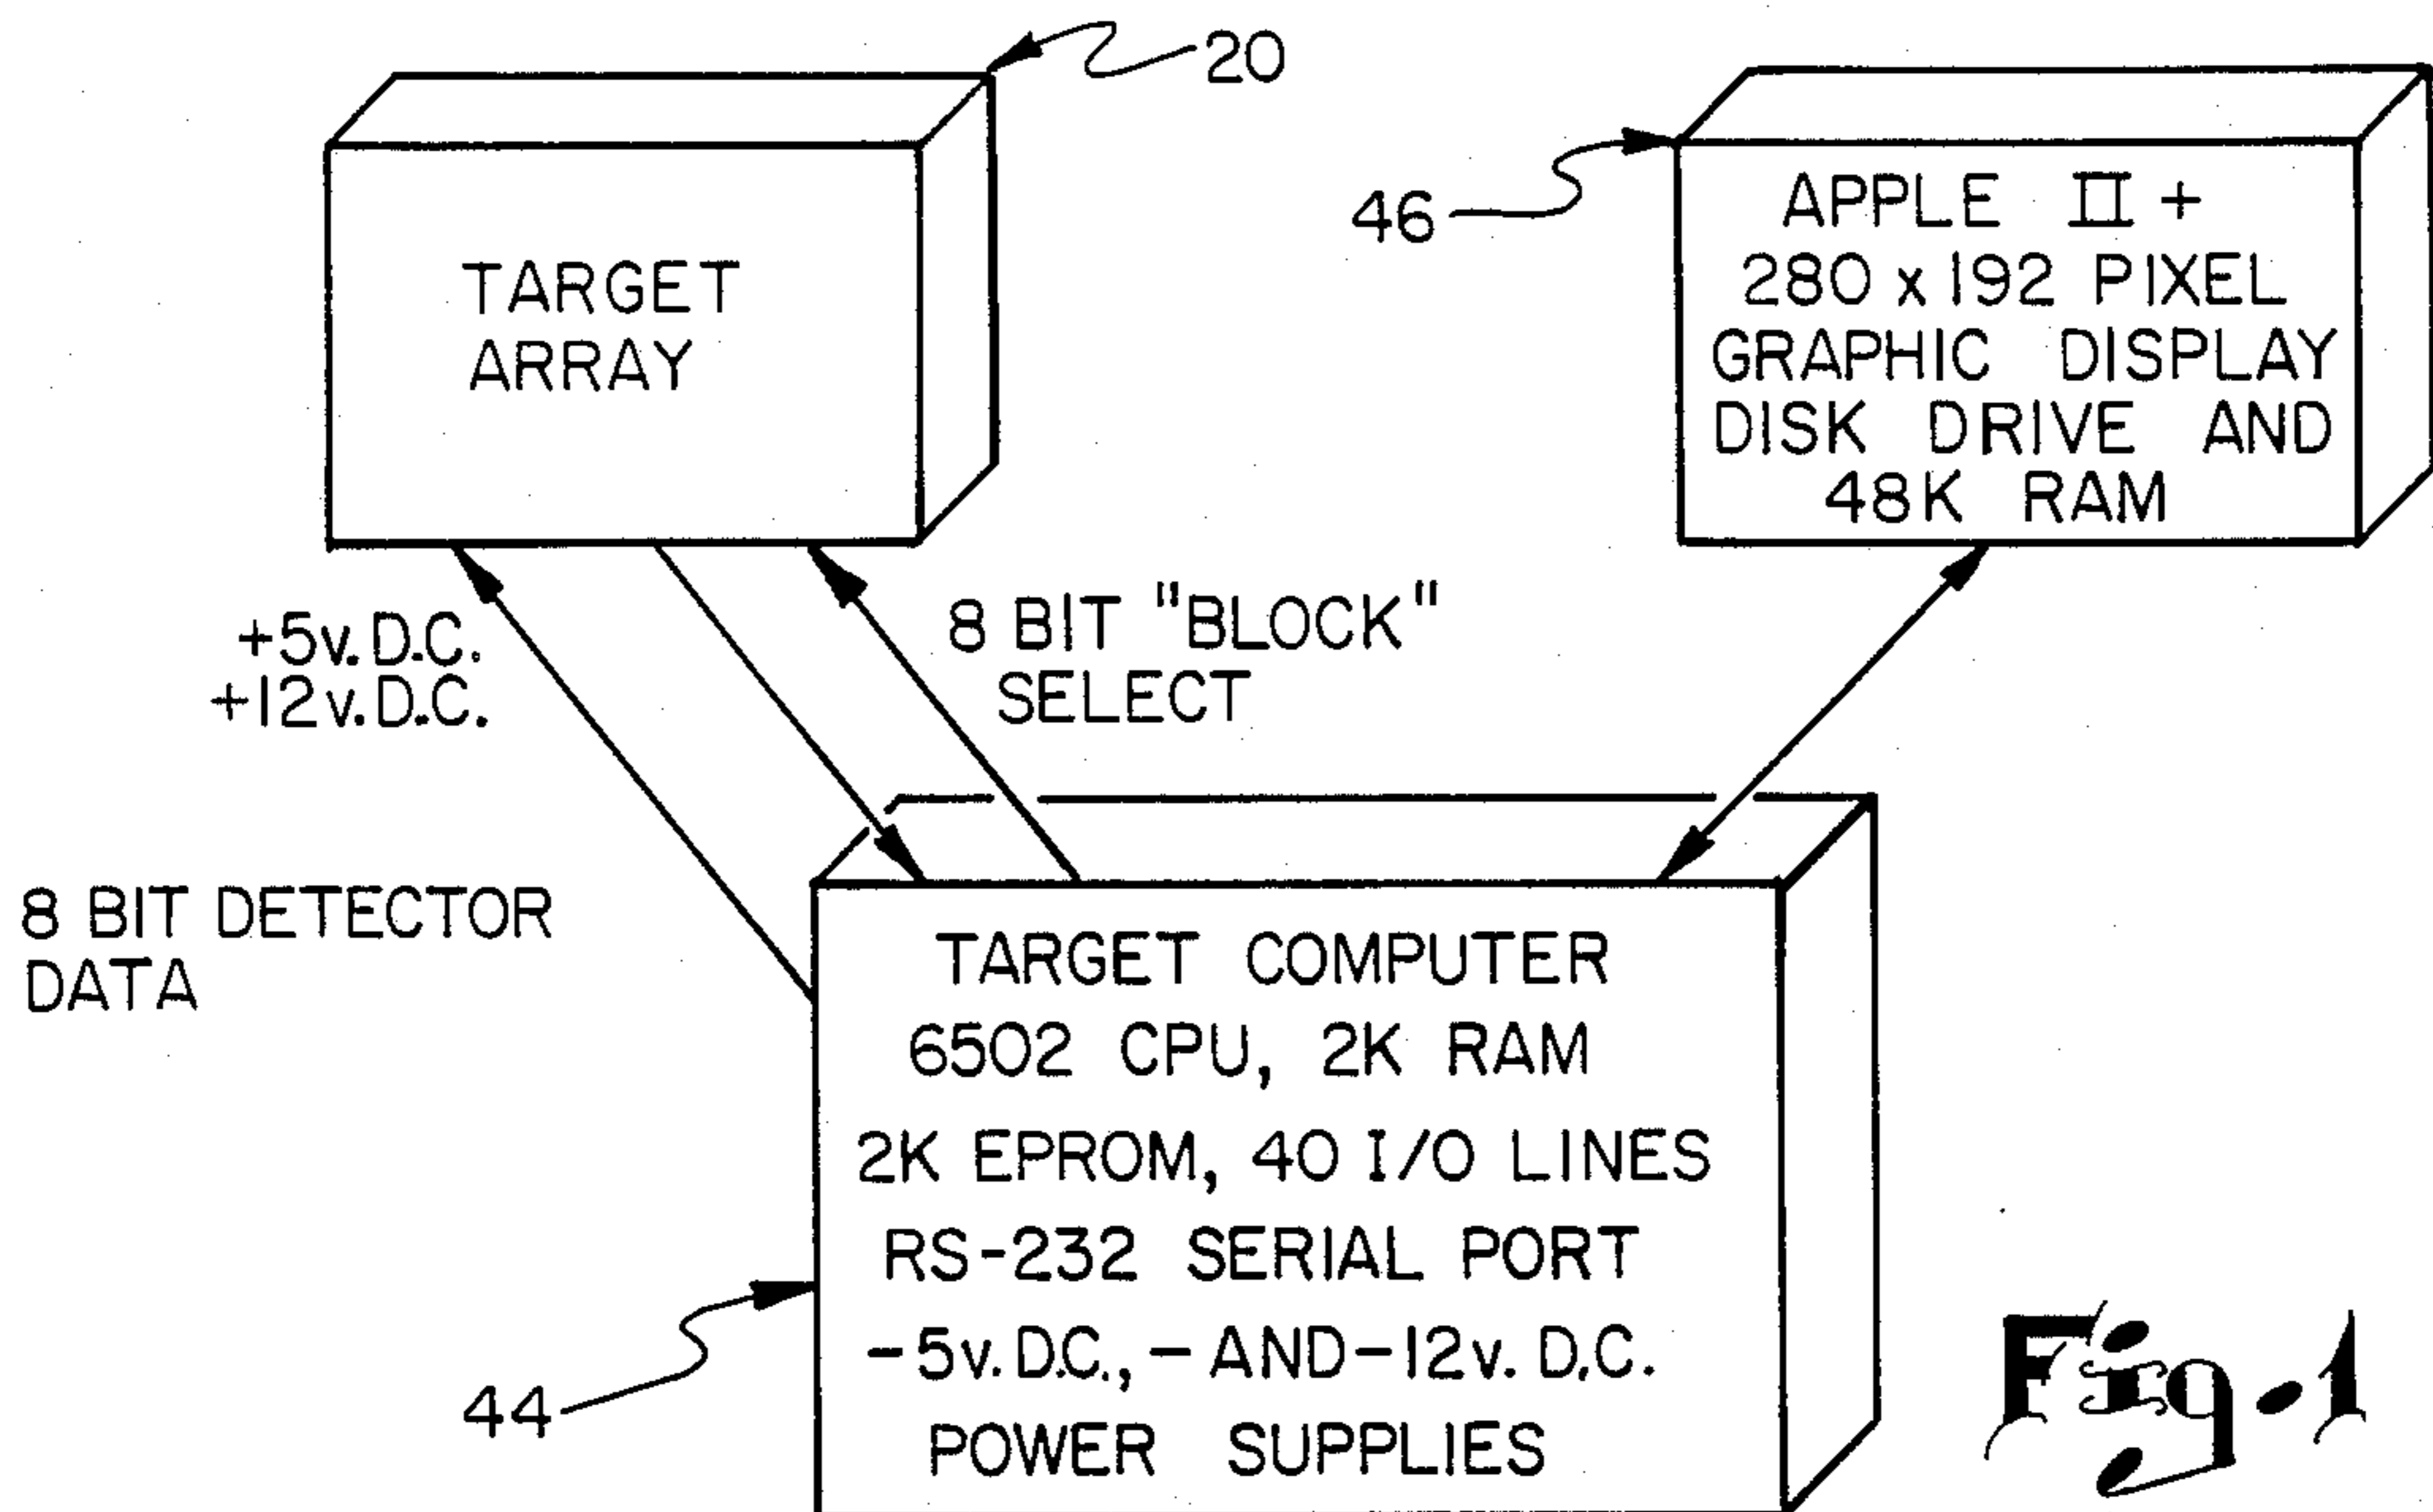 20
TARGET
ARRAY
46
APPLE II +
280 x 192 PIXEL
GRAPHIC DISPLAY
DISK DRIVE AND
48K RAM
+5v. D.C.
+12v. D.C.
8 BIT "BLOCK"
SELECT
8 BIT DETECTOR
DATA
TARGET COMPUTER
6502 CPU, 2K RAM
2K EPROM, 40 I/O LINES
RS-232 SERIAL PORT
-5v. D.C., - AND -12v. D.C.
POWER SUPPLIES
44
Fig. 1